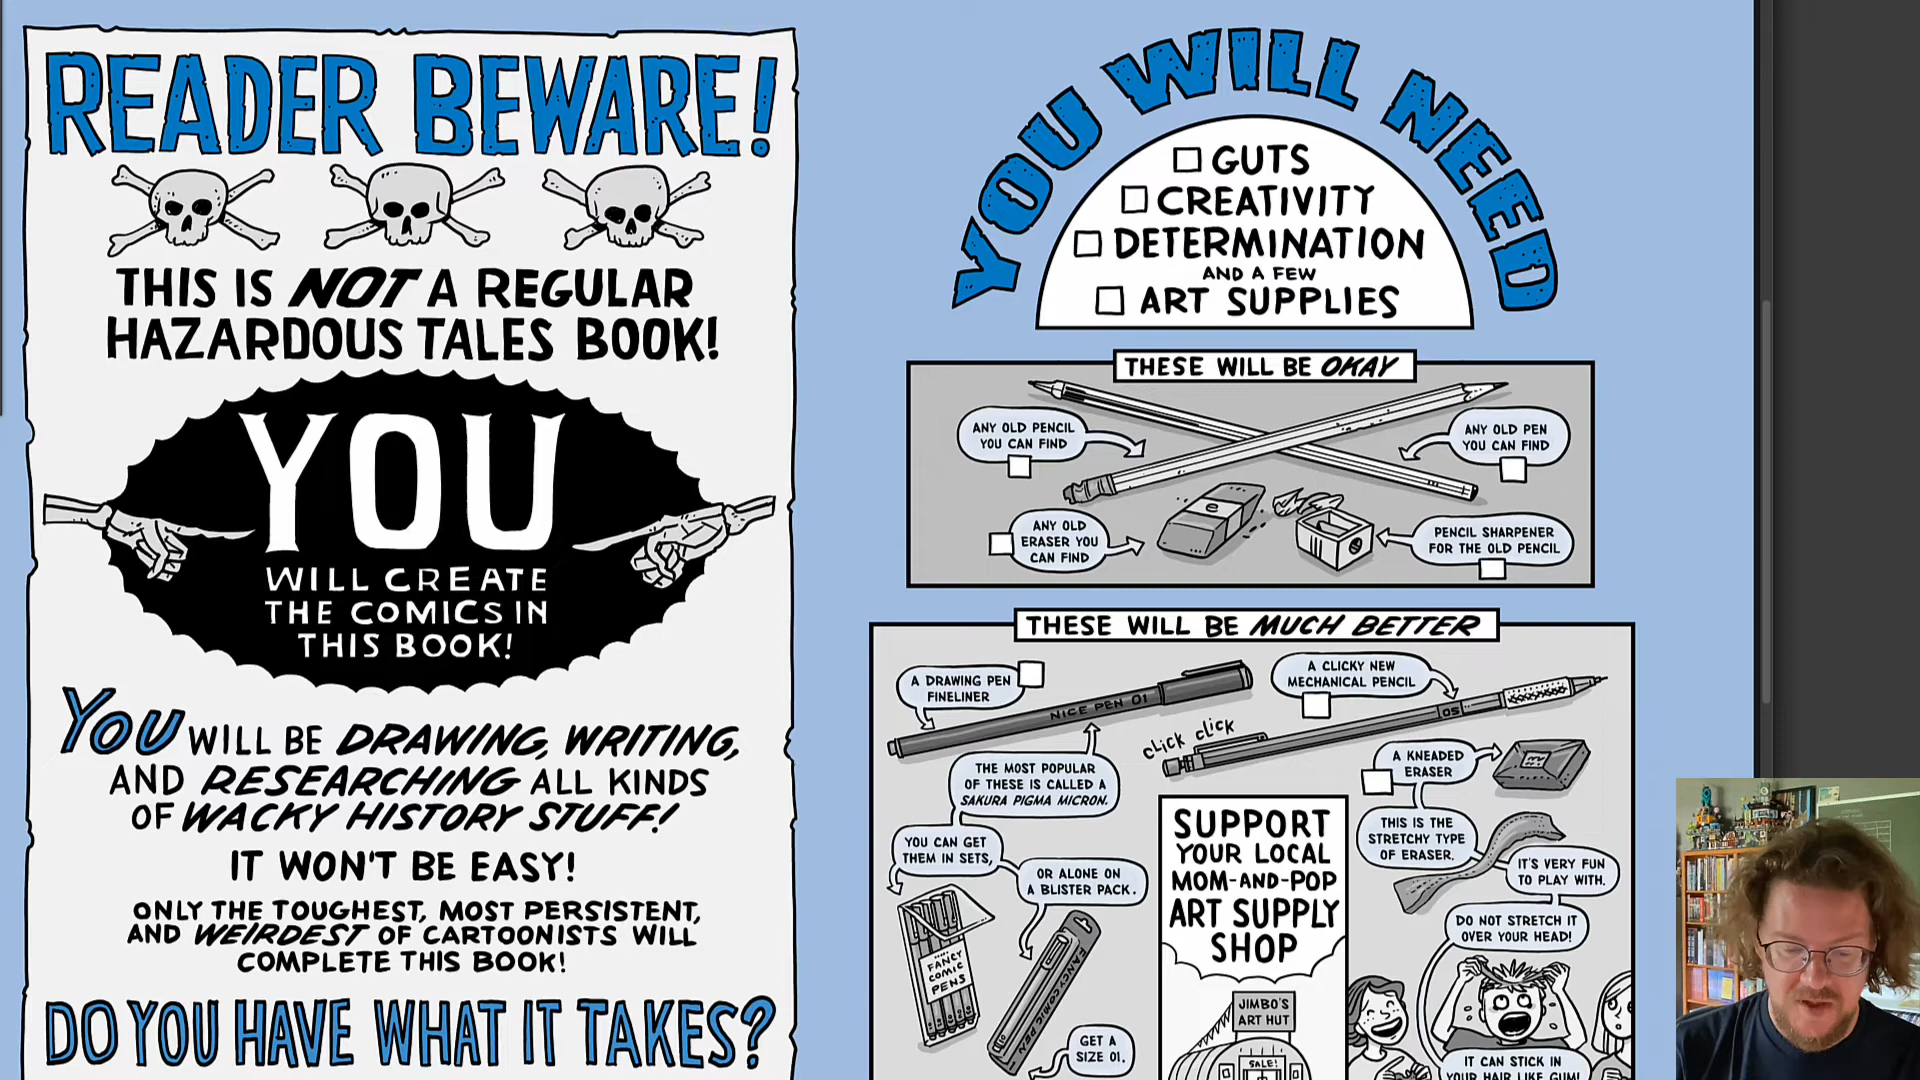 READER BEWARE!
THIS IS NOT A REGULAR
HAZARDOUS TALES BOOK!
YOU
WILL CREATE
THE COMICS IN
THIS BOOK!
YOU WILL BE DRAWING, WRITING,
AND RESEARCHING ALL KINDS
OF WACKY HISTORY STUFF!
IT WON'T BE EASY!
ONLY THE TOUGHEST, MOST PERSISTENT,
AND WEIRDEST OF CARTOONISTS WILL
COMPLETE THIS BOOK!
DO YOU HAVE WHAT IT TAKES?
YOU WILL NEED
GUTS
CREATIVITY
DETERMINATION
AND A FEW
ART SUPPLIES
THESE WILL BE OKAY
ANY OLD PENCIL
YOU CAN FIND
ANY OLD PEN
YOU CAN FIND
ANY OLD
ERASER YOU
CAN FIND
PENCIL SHARPENER
FOR THE OLD PENCIL
THESE WILL BE MUCH BETTER
A DRAWING PEN
FINELINER
NICE PEN 01
A CLICKY NEW
MECHANICAL PENCIL
05
CLICK CLICK
THE MOST POPULAR
OF THESE IS CALLED A
SAKURA PIGMA MICRON.
YOU CAN GET
THEM IN SETS,
OR ALONE ON
A BLISTER PACK.
FANCY
COMIC
PENS
FANCY COMIC PEN
GET A
SIZE 01.
SUPPORT
YOUR LOCAL
MOM-AND-POP
ART SUPPLY
SHOP
JIMBO'S
ART HUT
SALE!
A KNEADED
ERASER
THIS IS THE
STRETCHY TYPE
OF ERASER.
IT'S VERY FUN
TO PLAY WITH.
DO NOT STRETCH IT
OVER YOUR HEAD!
IT CAN STICK IN
YOUR HAIR LIKE GUM!